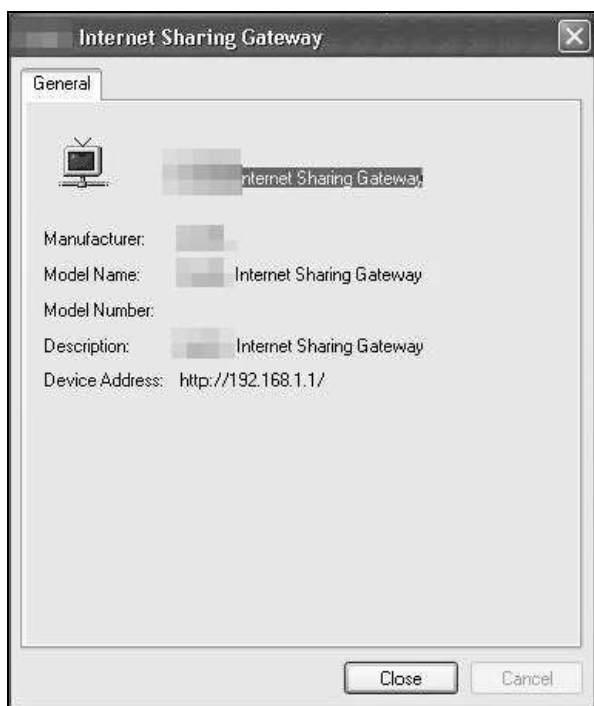 Internet Sharing Gateway
General
nternet Sharing Gateway
Manufacturer:
Model Name: Internet Sharing Gateway
Model Number:
Description: Internet Sharing Gateway
Device Address: http://192.168.1.1/
Close Cancel